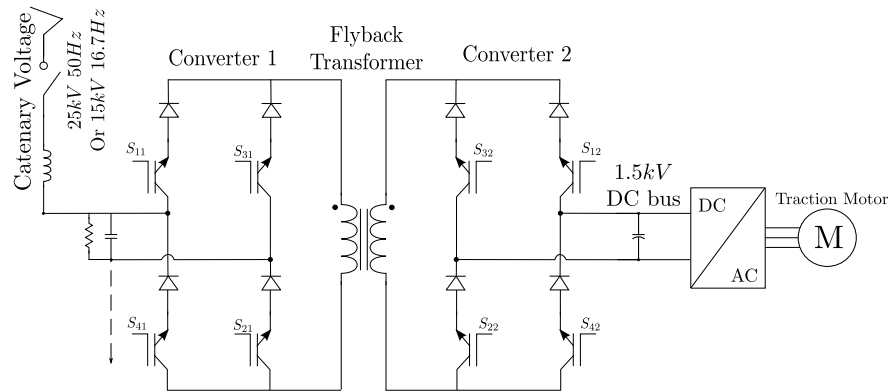 Catenary Voltage
25kV 50Hz
Or 15kV 16.7Hz
Converter 1
Flyback
Transformer
Converter 2
S11
S31
S32
S12
1.5kV
DC bus
DC
AC
Traction Motor
M
S41
S21
S22
S42